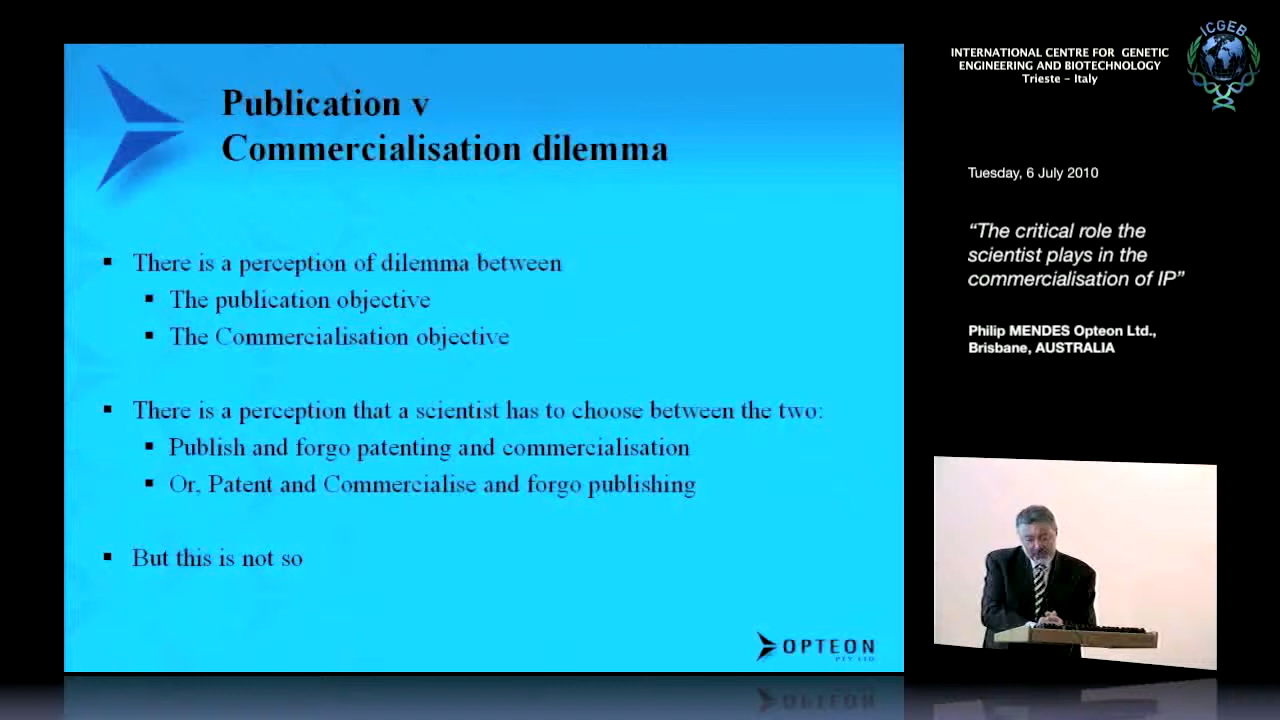 Publication v
Commercialisation dilemma
There is a perception of dilemma between
The publication objective
The Commercialisation objective
There is a perception that a scientist has to choose between the two:
Publish and forgo patenting and commercialisation
Or, Patent and Commercialise and forgo publishing
But this is not so
OPTEON
PTY LTD
INTERNATIONAL CENTRE FOR GENETIC
ENGINEERING AND BIOTECHNOLOGY
Trieste - Italy
ICGEB
Tuesday, 6 July 2010
“The critical role the
scientist plays in the
commercialisation of IP”
Philip MENDES Opteon Ltd.,
Brisbane, AUSTRALIA